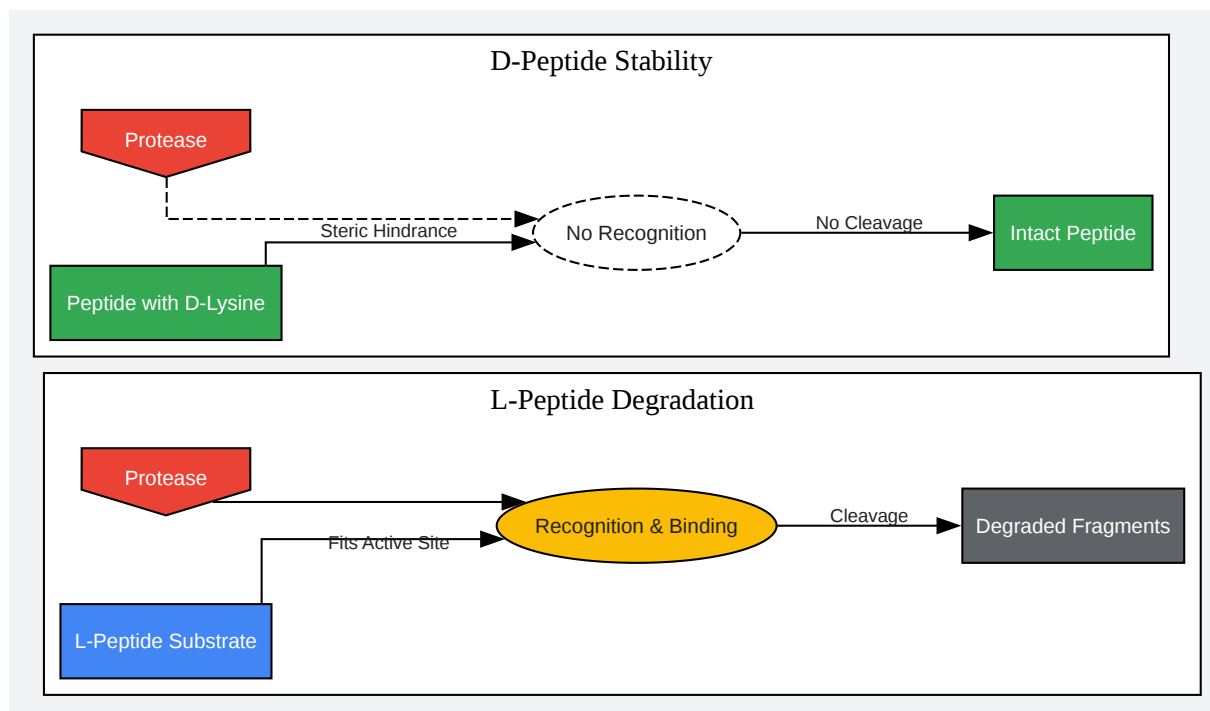 D-Peptide Stability
Protease
Steric Hindrance
No Recognition
No Cleavage
Intact Peptide
Peptide with D-Lysine
L-Peptide Degradation
Protease
Fits Active Site
Recognition & Binding
Cleavage
Degraded Fragments
L-Peptide Substrate